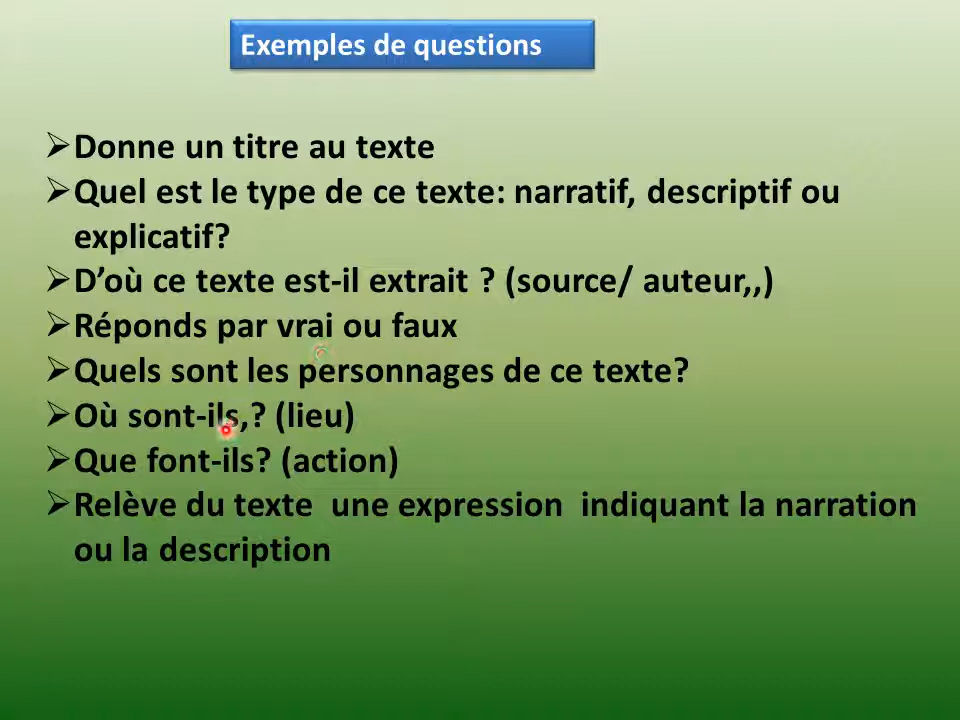 Exemples de questions
➢Donne un titre au texte
➢Quel est le type de ce texte: narratif, descriptif ou
explicatif?
➢D’où ce texte est-il extrait ? (source/ auteur,,)
➢Réponds par vrai ou faux
➢Quels sont les personnages de ce texte?
➢Où sont-ils,? (lieu)
➢Que font-ils? (action)
➢Relève du texte  une expression  indiquant la narration
ou la description